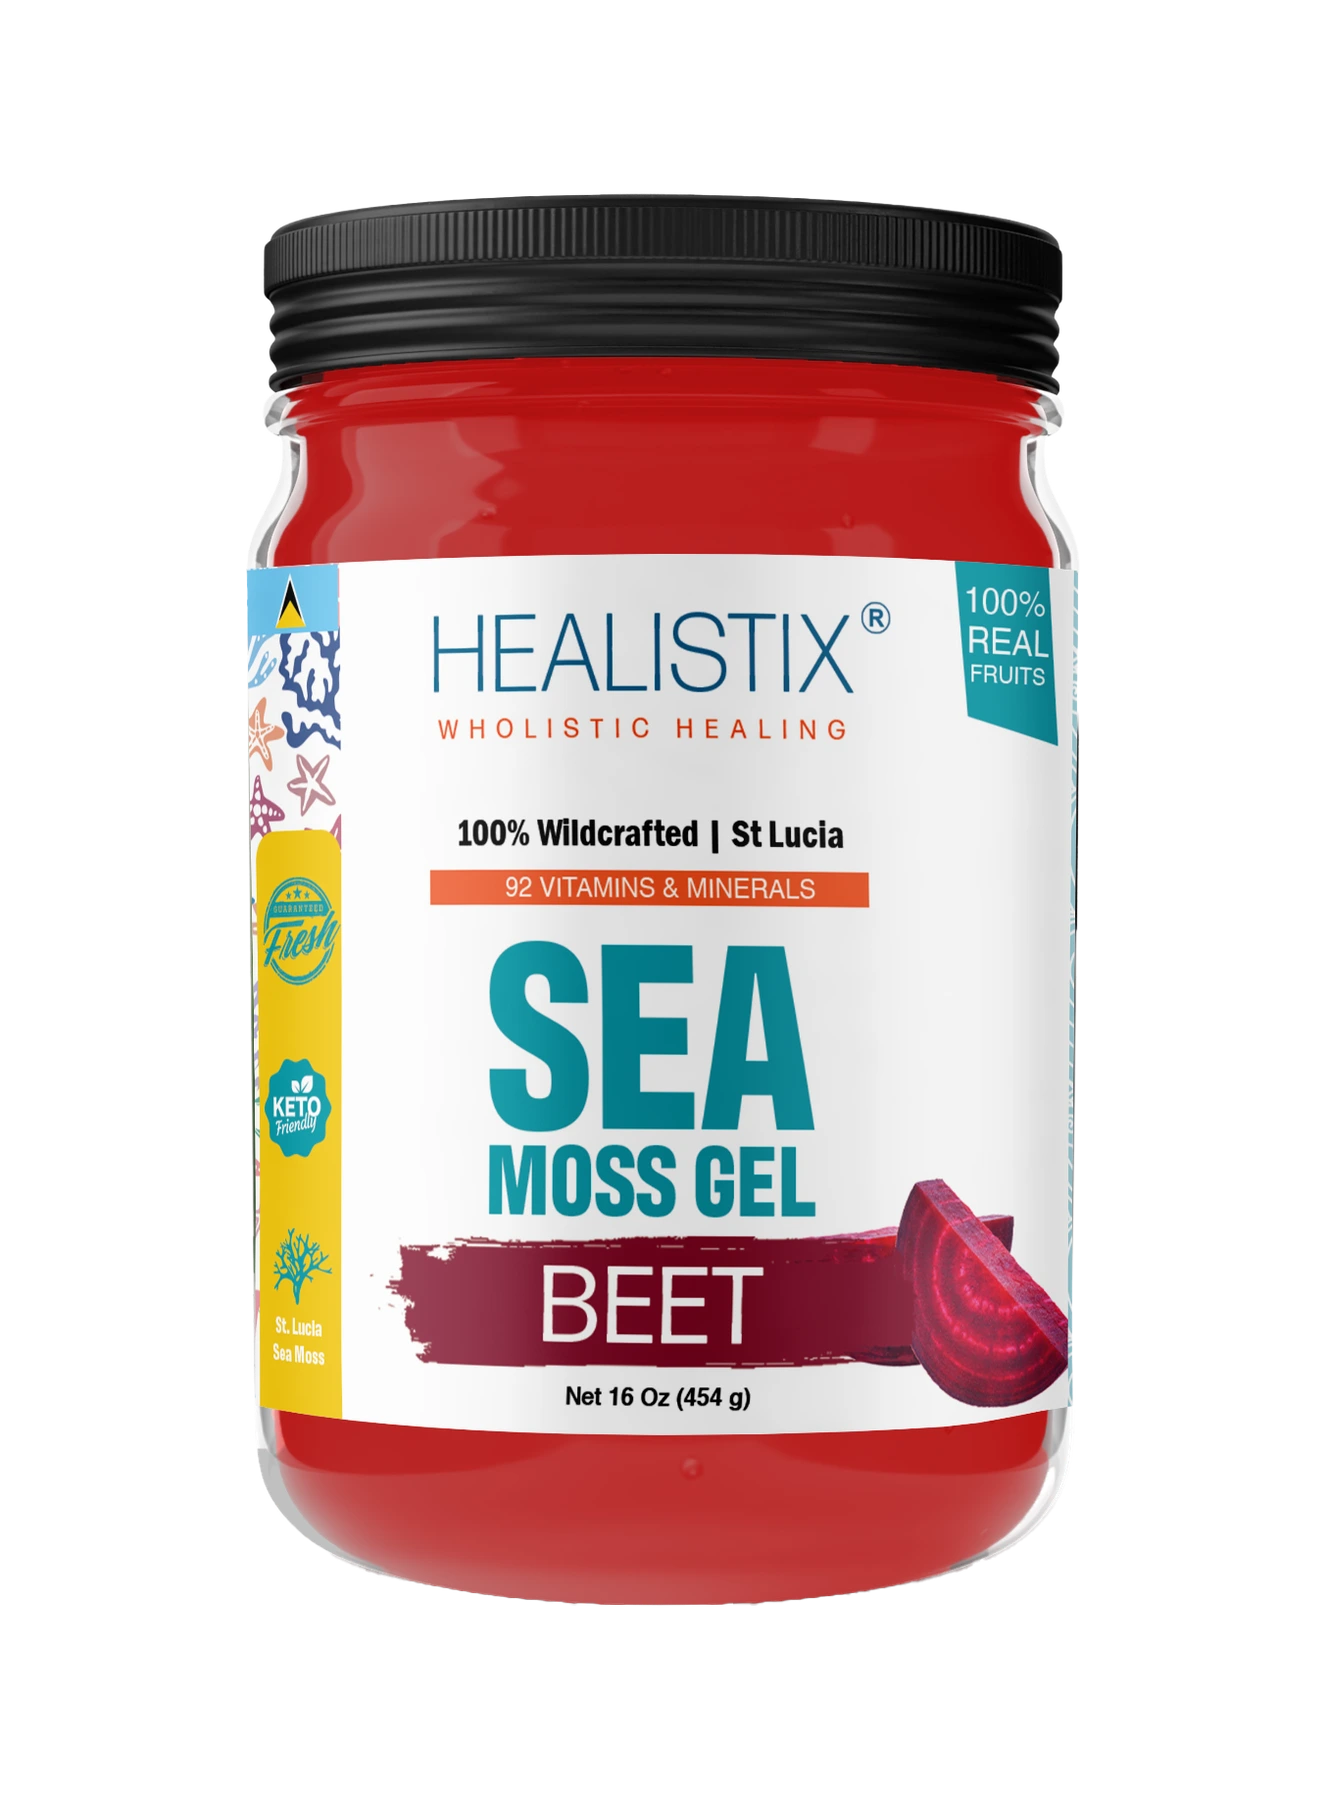 HEALISTIX®
WHOLISTIC HEALING
100%
REAL
FRUITS
100% Wildcrafted | St Lucia
92 VITAMINS & MINERALS
SEA
MOSS GEL
BEET
Net 16 Oz (454 g)
GUARANTEED
Fresh
KETO
Friendly
St. Lucia
Sea Moss